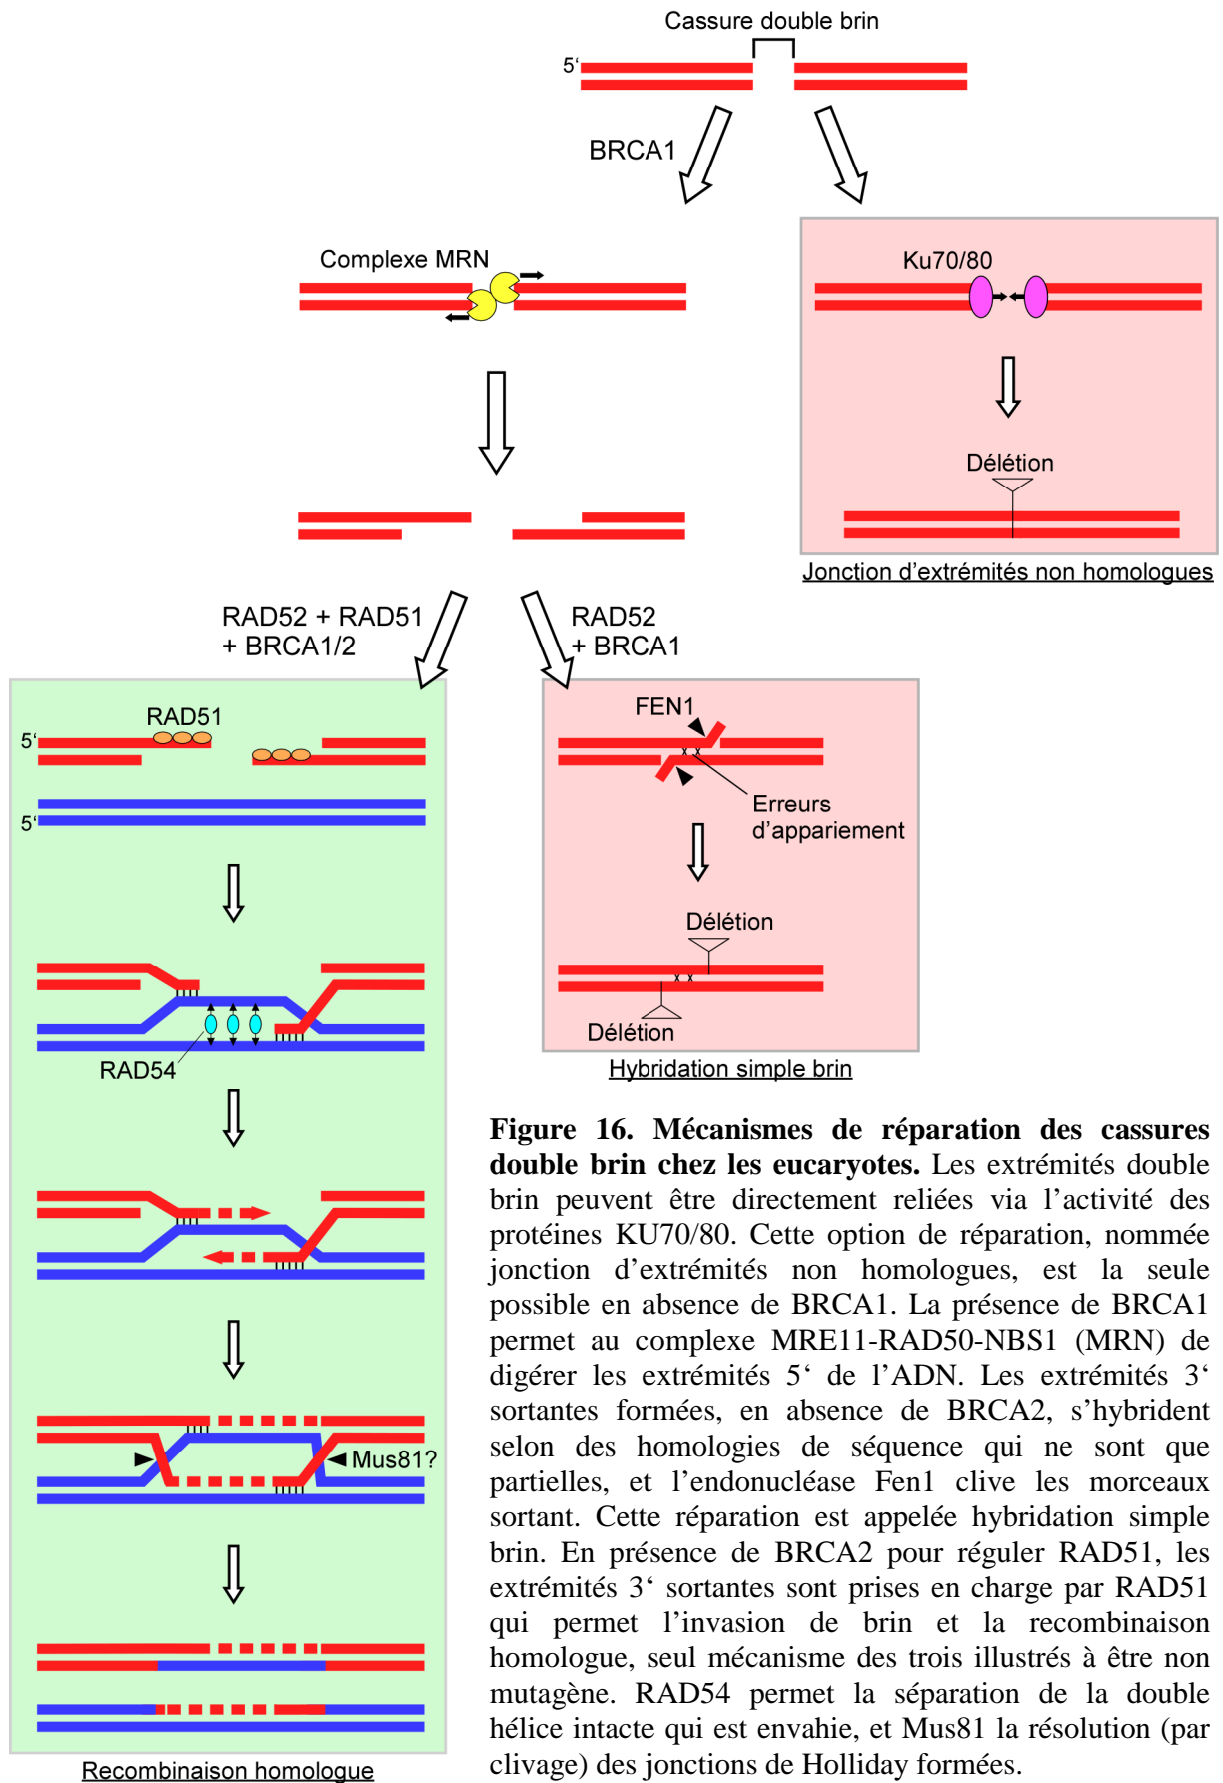 Cassure double brin
5‘
BRCA1
Complexe MRN
Ku70/80
Délétion
Jonction d’extrémités non homologues
RAD52 + RAD51
+ BRCA1/2
RAD52
+ BRCA1
RAD51
5‘
5‘
RAD54
Mus81?
Recombinaison homologue
FEN1
Erreurs
d’appariement
Délétion
Délétion
Hybridation simple brin
Figure 16. Mécanismes de réparation des cassures
double brin chez les eucaryotes. Les extrémités double
brin peuvent être directement reliées via l’activité des
protéines KU70/80. Cette option de réparation, nommée
jonction d’extrémités non homologues, est la seule
possible en absence de BRCA1. La présence de BRCA1
permet au complexe MRE11-RAD50-NBS1 (MRN) de
digérer les extrémités 5‘ de l’ADN. Les extrémités 3‘
sortantes formées, en absence de BRCA2, s’hybrident
selon des homologies de séquence qui ne sont que
partielles, et l’endonucléase Fen1 clive les morceaux
sortant. Cette réparation est appelée hybridation simple
brin. En présence de BRCA2 pour réguler RAD51, les
extrémités 3‘ sortantes sont prises en charge par RAD51
qui permet l’invasion de brin et la recombinaison
homologue, seul mécanisme des trois illustrés à être non
mutagène. RAD54 permet la séparation de la double
hélice intacte qui est envahie, et Mus81 la résolution (par
clivage) des jonctions de Holliday formées.